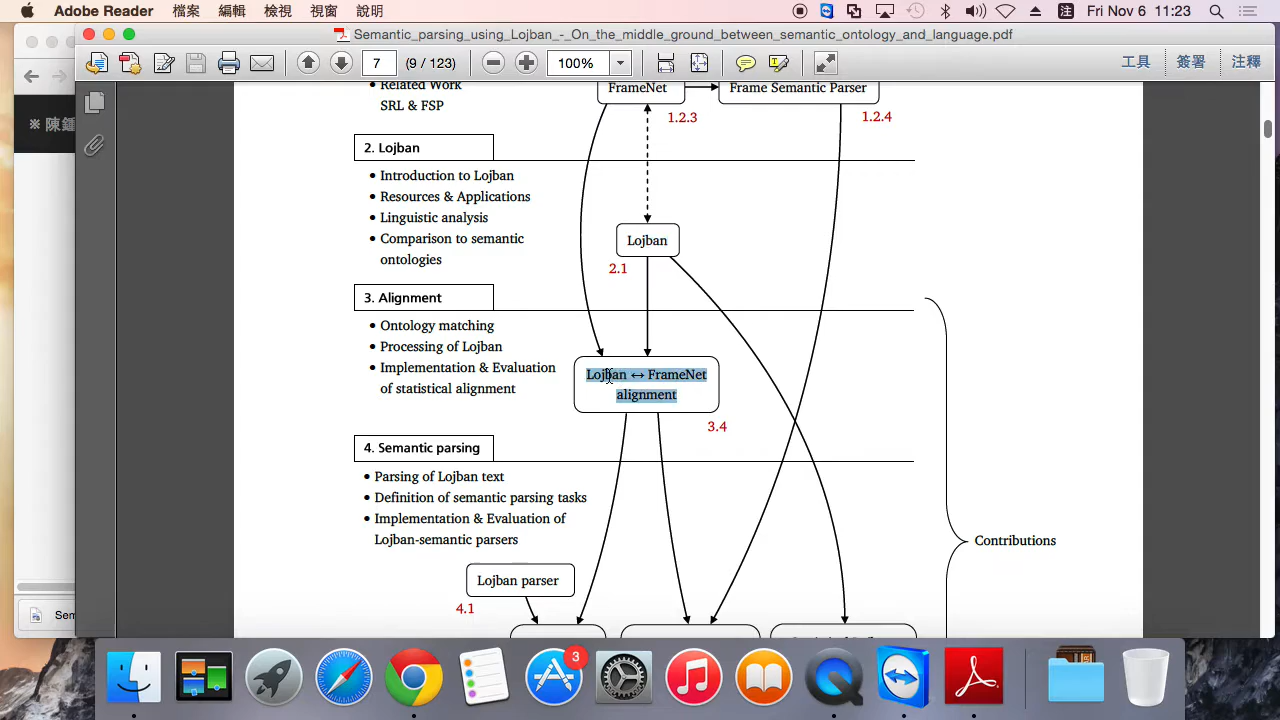 Adobe Reader 檔案 編輯 檢視 視窗 說明 注 Fri Nov 6 11:23
Semantic_parsing_using_Lojban_-_On_the_middle_ground_between_semantic_ontology_and_language.pdf
7 (9 / 123) 100% 工具 簽署 註釋
※ 陳鍾
Related Work
SRL & FSP
FrameNet
Frame Semantic Parser
1.2.3
1.2.4
2. Lojban
Introduction to Lojban
Resources & Applications
Linguistic analysis
Comparison to semantic
ontologies
Lojban
2.1
3. Alignment
Ontology matching
Processing of Lojban
Implementation & Evaluation
of statistical alignment
Lojban ↔ FrameNet
alignment
3.4
4. Semantic parsing
Parsing of Lojban text
Definition of semantic parsing tasks
Implementation & Evaluation of
Lojban-semantic parsers
Contributions
Lojban parser
4.1
Sem
3